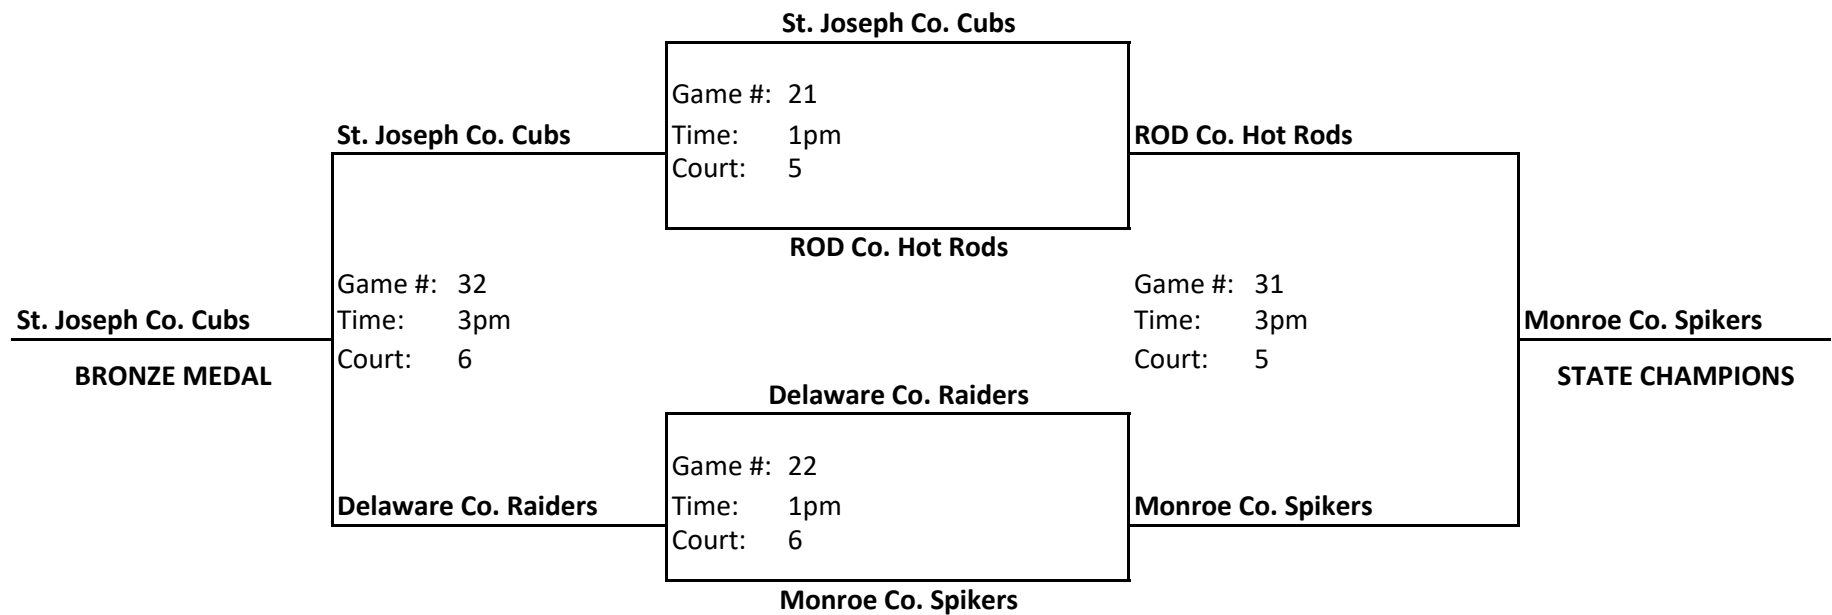 St. Joseph Co. Cubs
Game #: 21
St. Joseph Co. Cubs
Time: 1pm
ROD Co. Hot Rods
Court: 5
ROD Co. Hot Rods
Game #: 32
Game #: 31
St. Joseph Co. Cubs
Time: 3pm
Time: 3pm
Monroe Co. Spikers
Court: 6
Court: 5
BRONZE MEDAL
STATE CHAMPIONS
Delaware Co. Raiders
Game #: 22
Delaware Co. Raiders
Time: 1pm
Monroe Co. Spikers
Court: 6
Monroe Co. Spikers